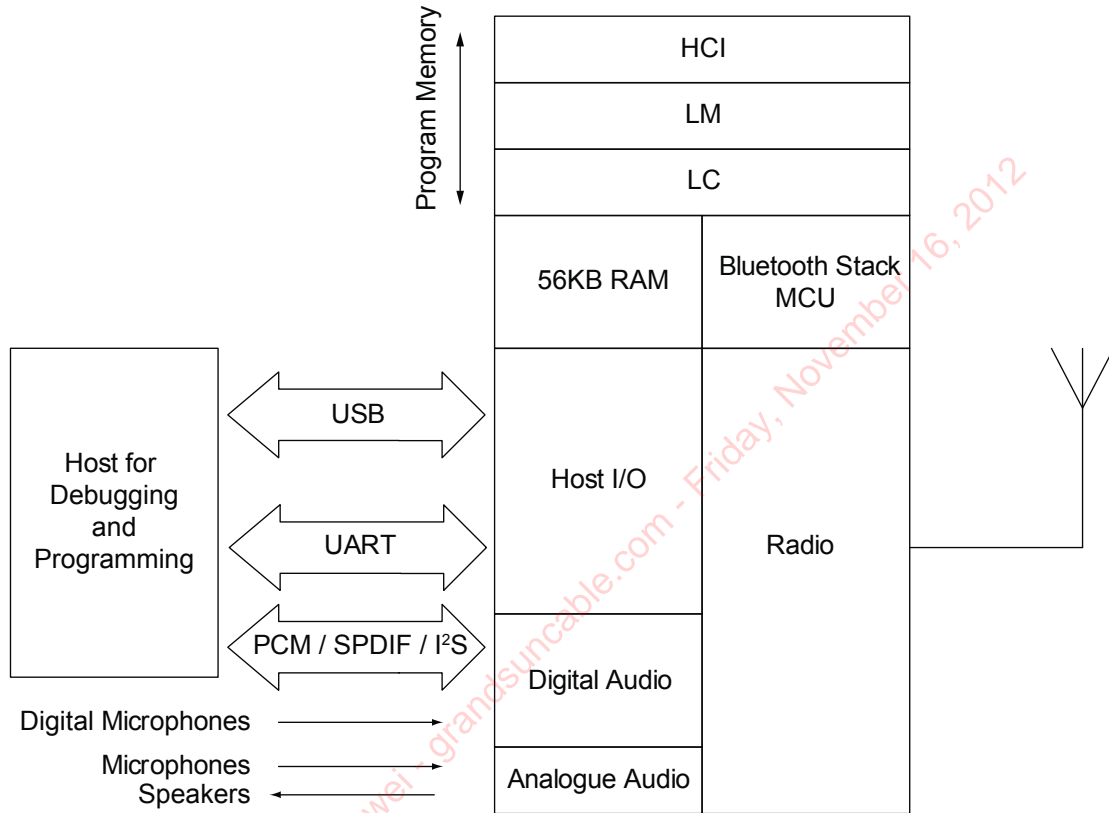 Program Memory
HCI
LM
LC
56KB RAM
Bluetooth Stack
MCU
Host for
Debugging
and
Programming
USB
UART
PCM / SPDIF / I²S
Host I/O
Radio
Digital Audio
Analogue Audio
Digital Microphones
Microphones
Speakers
wei - grandsuncable.com - Friday, November 16, 2012